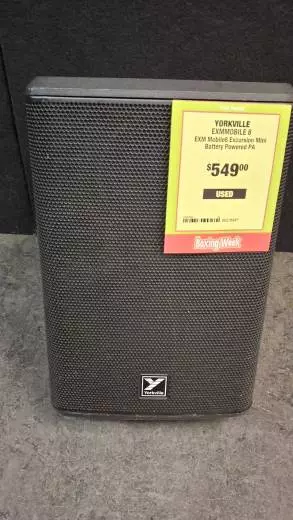 YORKVILLE
EXMMOBILE 8
EXM Mobile8 Excursion Mini
Battery Powered PA
$549.00
USED
Boxing Week
Yorkville